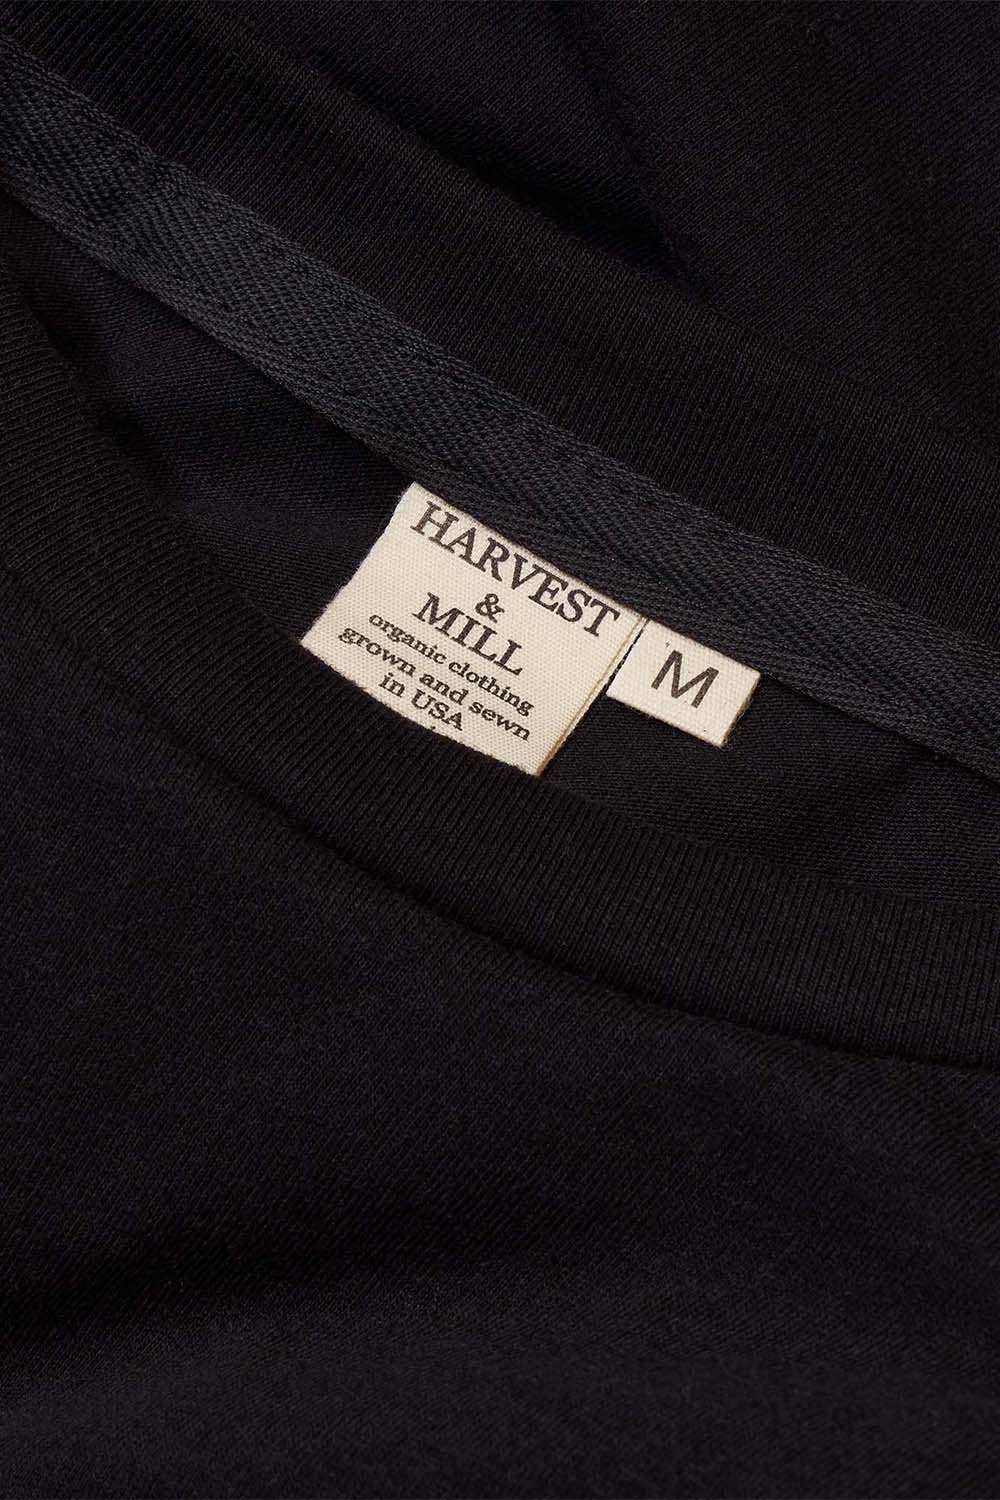 HARVEST
&
MILL
organic clothing
grown and sewn
in USA
M